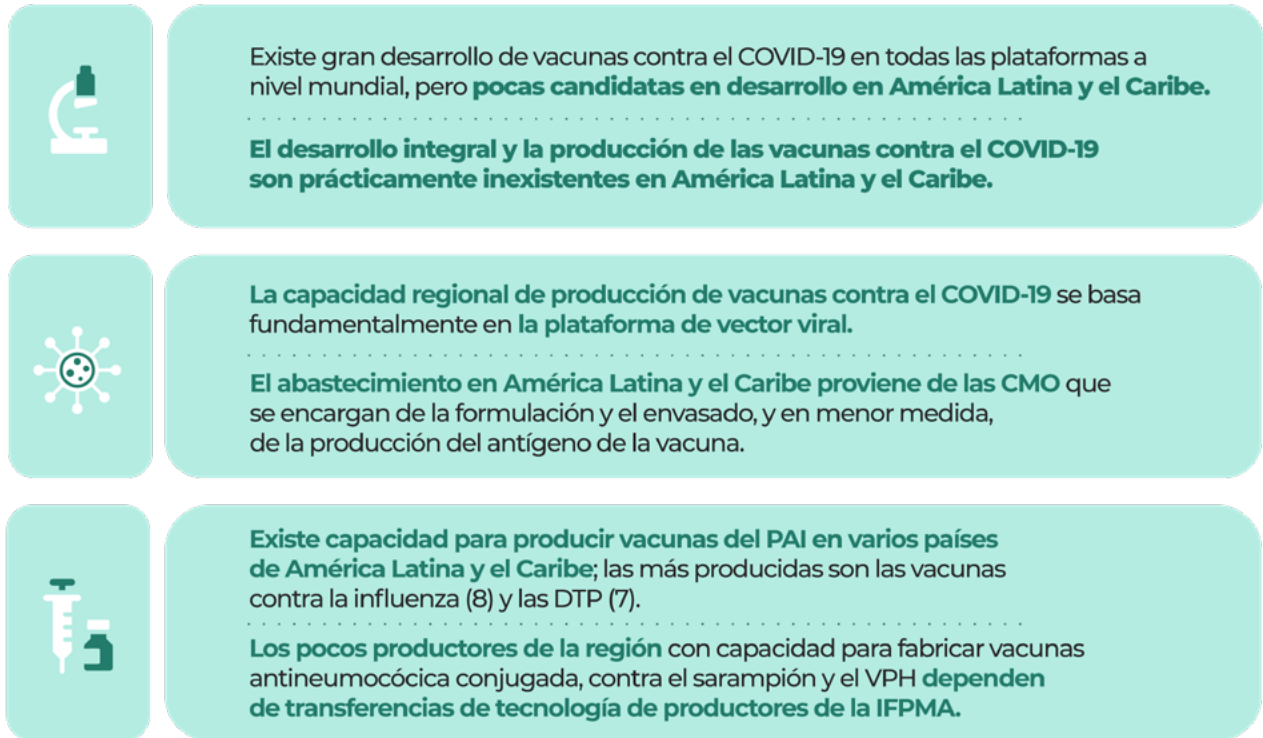 Existe gran desarrollo de vacunas contra el COVID-19 en todas las plataformas a
nivel mundial, pero pocas candidatas en desarrollo en América Latina y el Caribe.
El desarrollo integral y la producción de las vacunas contra el COVID-19
son prácticamente inexistentes en América Latina y el Caribe.
La capacidad regional de producción de vacunas contra el COVID-19 se basa
fundamentalmente en la plataforma de vector viral.
El abastecimiento en América Latina y el Caribe proviene de las CMO que
se encargan de la formulación y el envasado, y en menor medida,
de la producción del antígeno de la vacuna.
Existe capacidad para producir vacunas del PAI en varios países
de América Latina y el Caribe; las más producidas son las vacunas
contra la influenza (8) y las DTP (7).
Los pocos productores de la región con capacidad para fabricar vacunas
antineumocócica conjugada, contra el sarampión y el VPH dependen
de transferencias de tecnología de productores de la IFPMA.